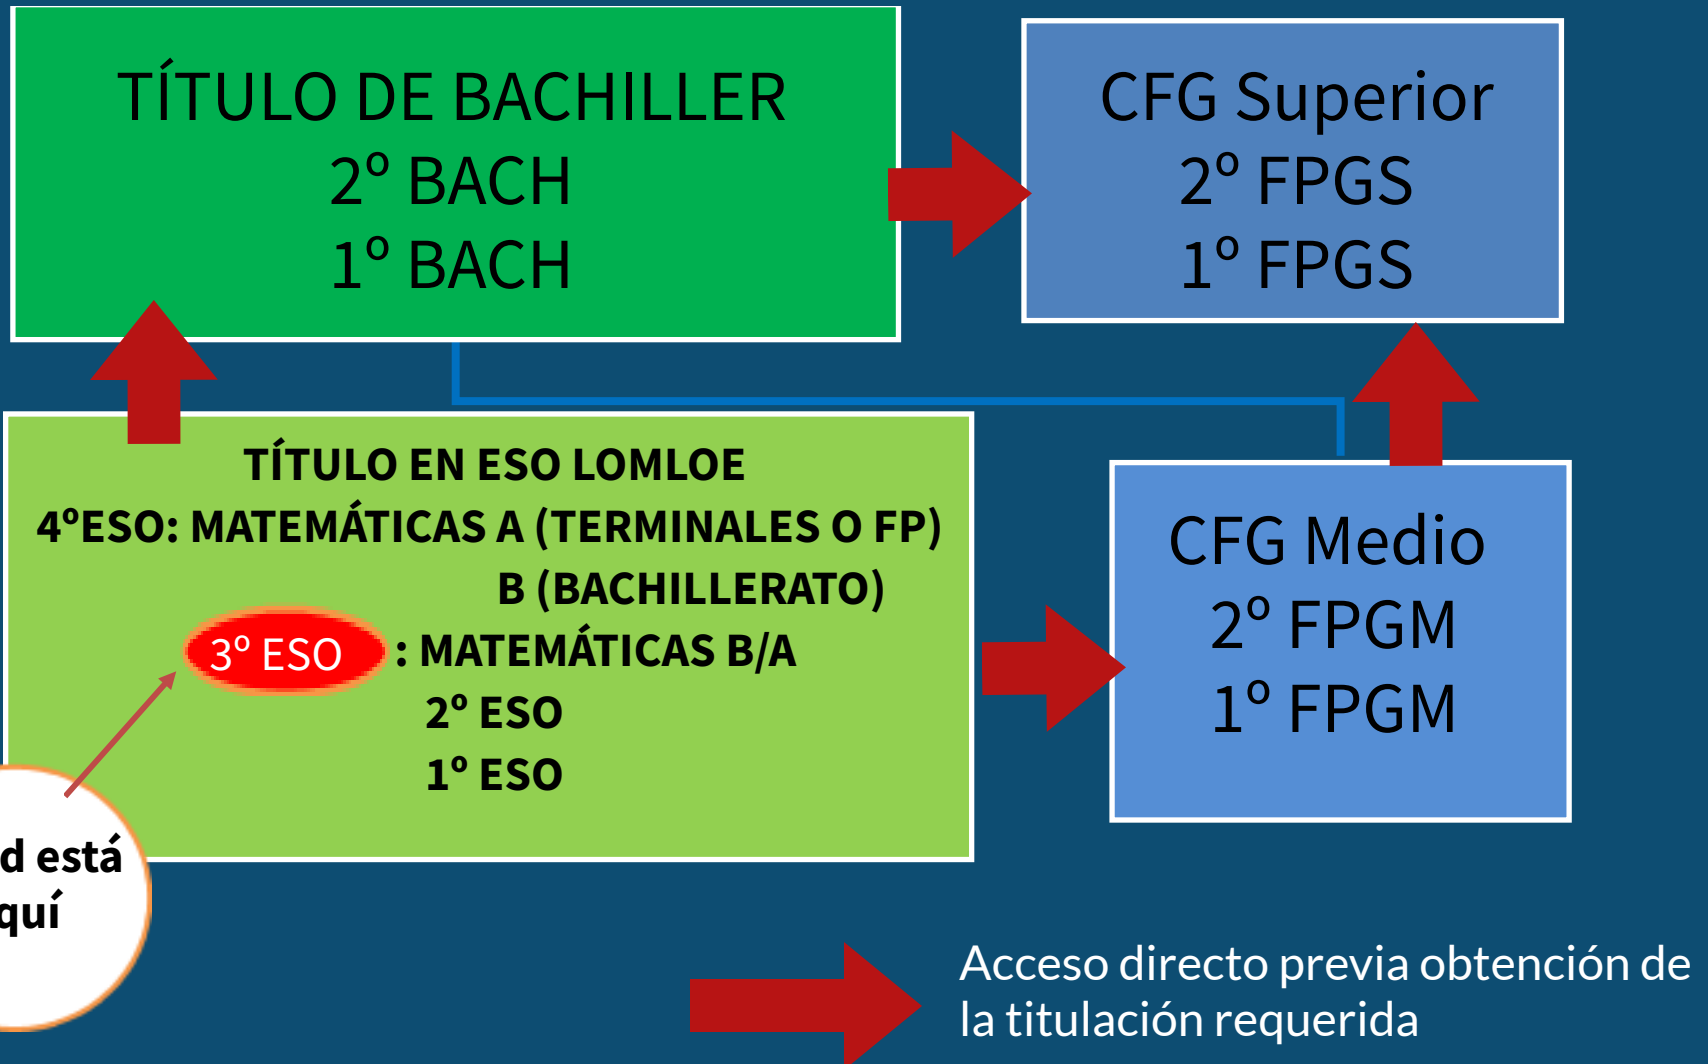 TÍTULO DE BACHILLER
2º BACH
1º BACH
CFG Superior
2º FPGS
1º FPGS
TÍTULO EN ESO LOMLOE
4ºESO: MATEMÁTICAS A (TERMINALES O FP)
B (BACHILLERATO)
3º ESO : MATEMÁTICAS B/A
2º ESO
1º ESO
CFG Medio
2º FPGM
1º FPGM
d está
quí
Acceso directo previa obtención de
la titulación requerida